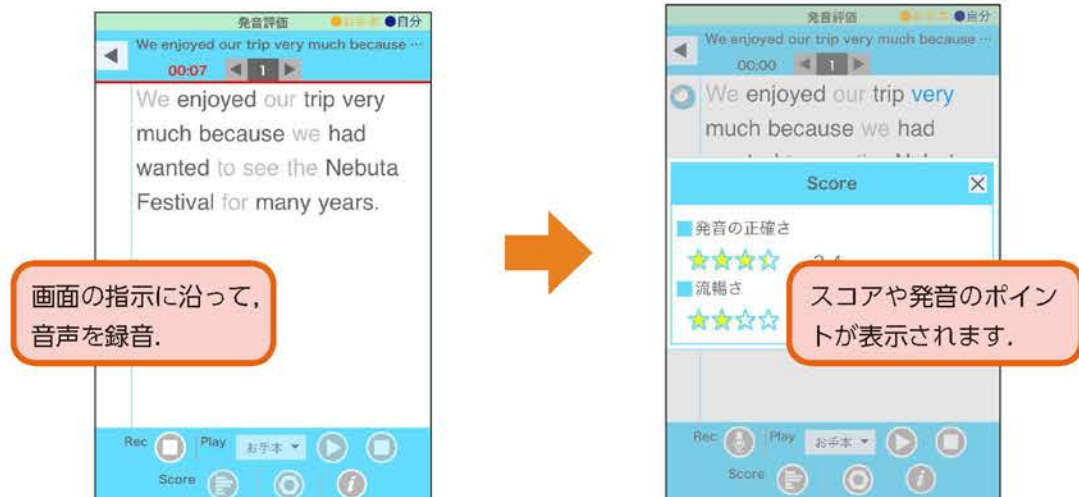 発音評価 ●お手本 ●自分
We enjoyed our trip very much because …
00:07 1
We enjoyed our trip very
much because we had
wanted to see the Nebuta
Festival for many years.
画面の指示に沿って,
音声を録音.
Rec Play お手本
Score
発音評価 ●自分
We enjoyed our trip very much because …
00:00 1
We enjoyed our trip very
much because we had
Score
発音の正確さ
流暢さ
スコアや発音のポイン
トが表示されます.
Rec Play お手本
Score